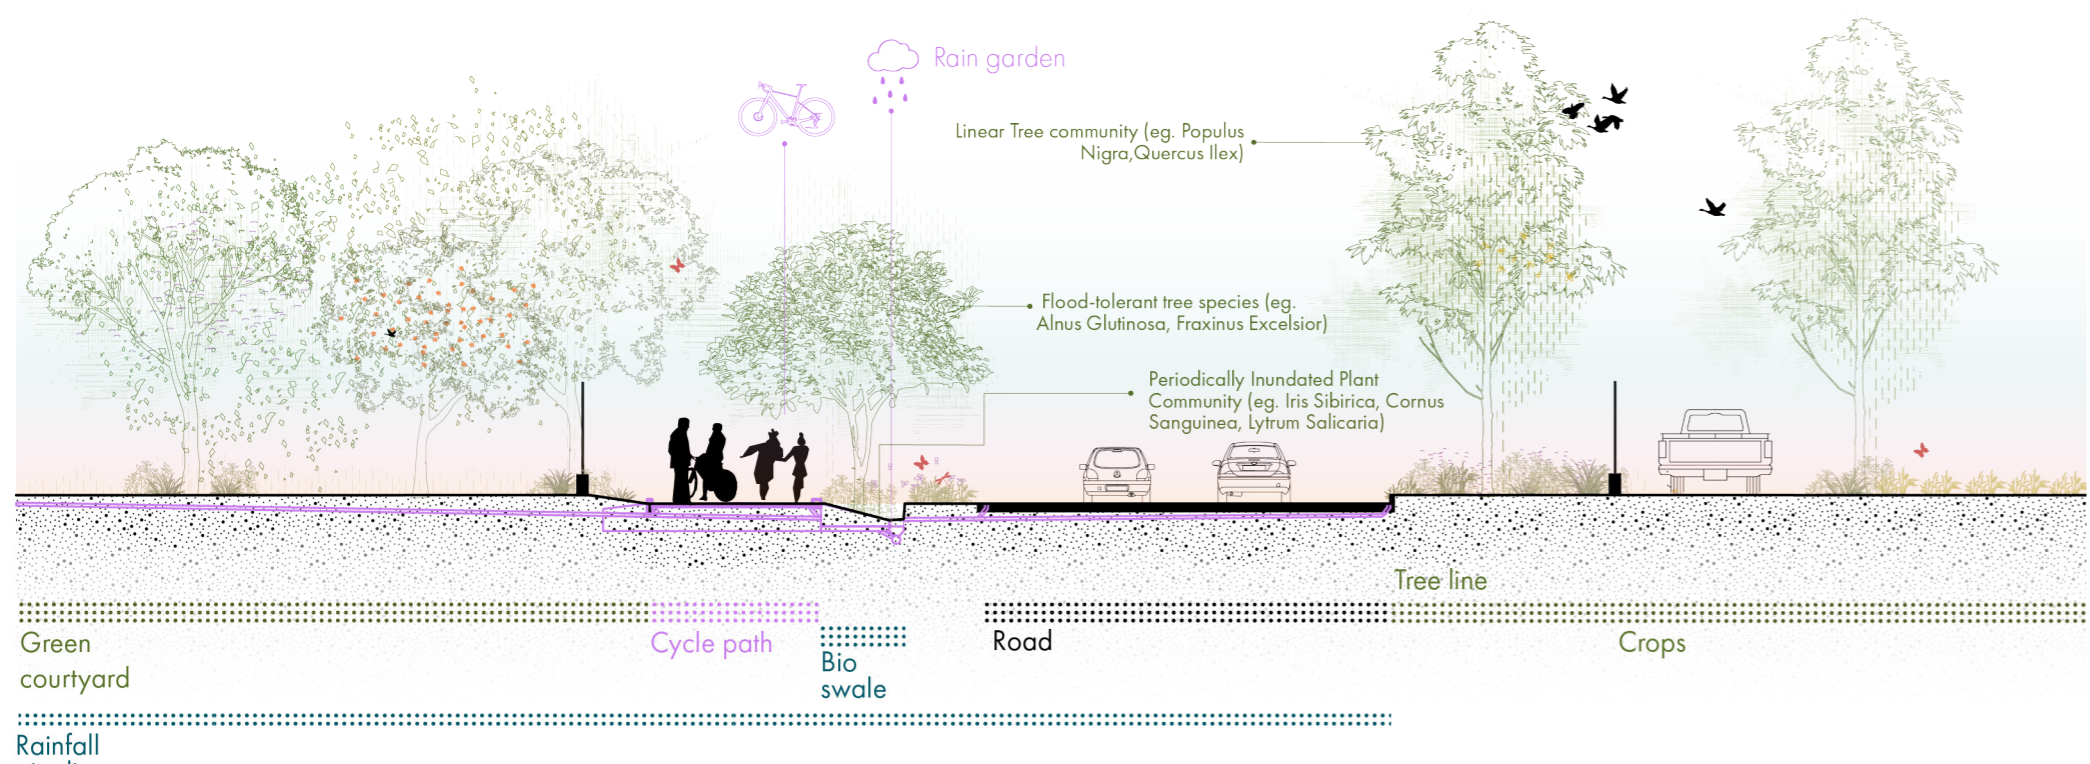 Rain garden
Linear Tree community (eg. Populus
Nigra,Quercus Ilex)
Flood-tolerant tree species (eg.
Alnus Glutinosa, Fraxinus Excelsior)
Periodically Inundated Plant
Community (eg. Iris Sibirica, Cornus
Sanguinea, Lytrum Salicaria)
Tree line
Green
courtyard
Cycle path
Bio
swale
Road
Crops
Rainfall